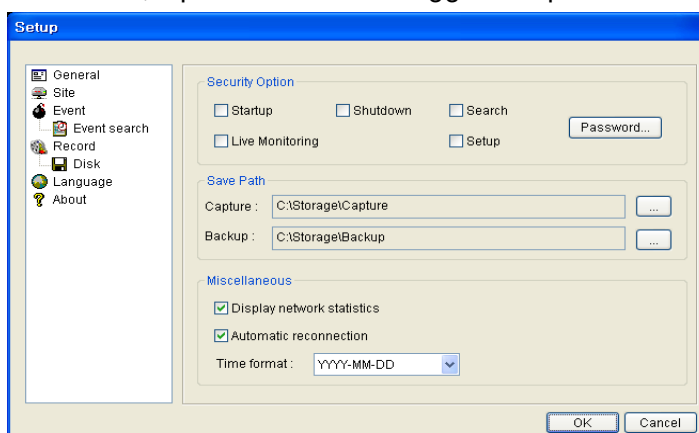 Setup
General
Site
Event
Event search
Record
Disk
Language
About
Security Option
Startup Shutdown Search
Live Monitoring Setup
Password...
Save Path
Capture : C:\Storage\Capture ...
Backup : C:\Storage\Backup ...
Miscellaneous
Display network statistics
Automatic reconnection
Time format : YYYY-MM-DD
OK Cancel